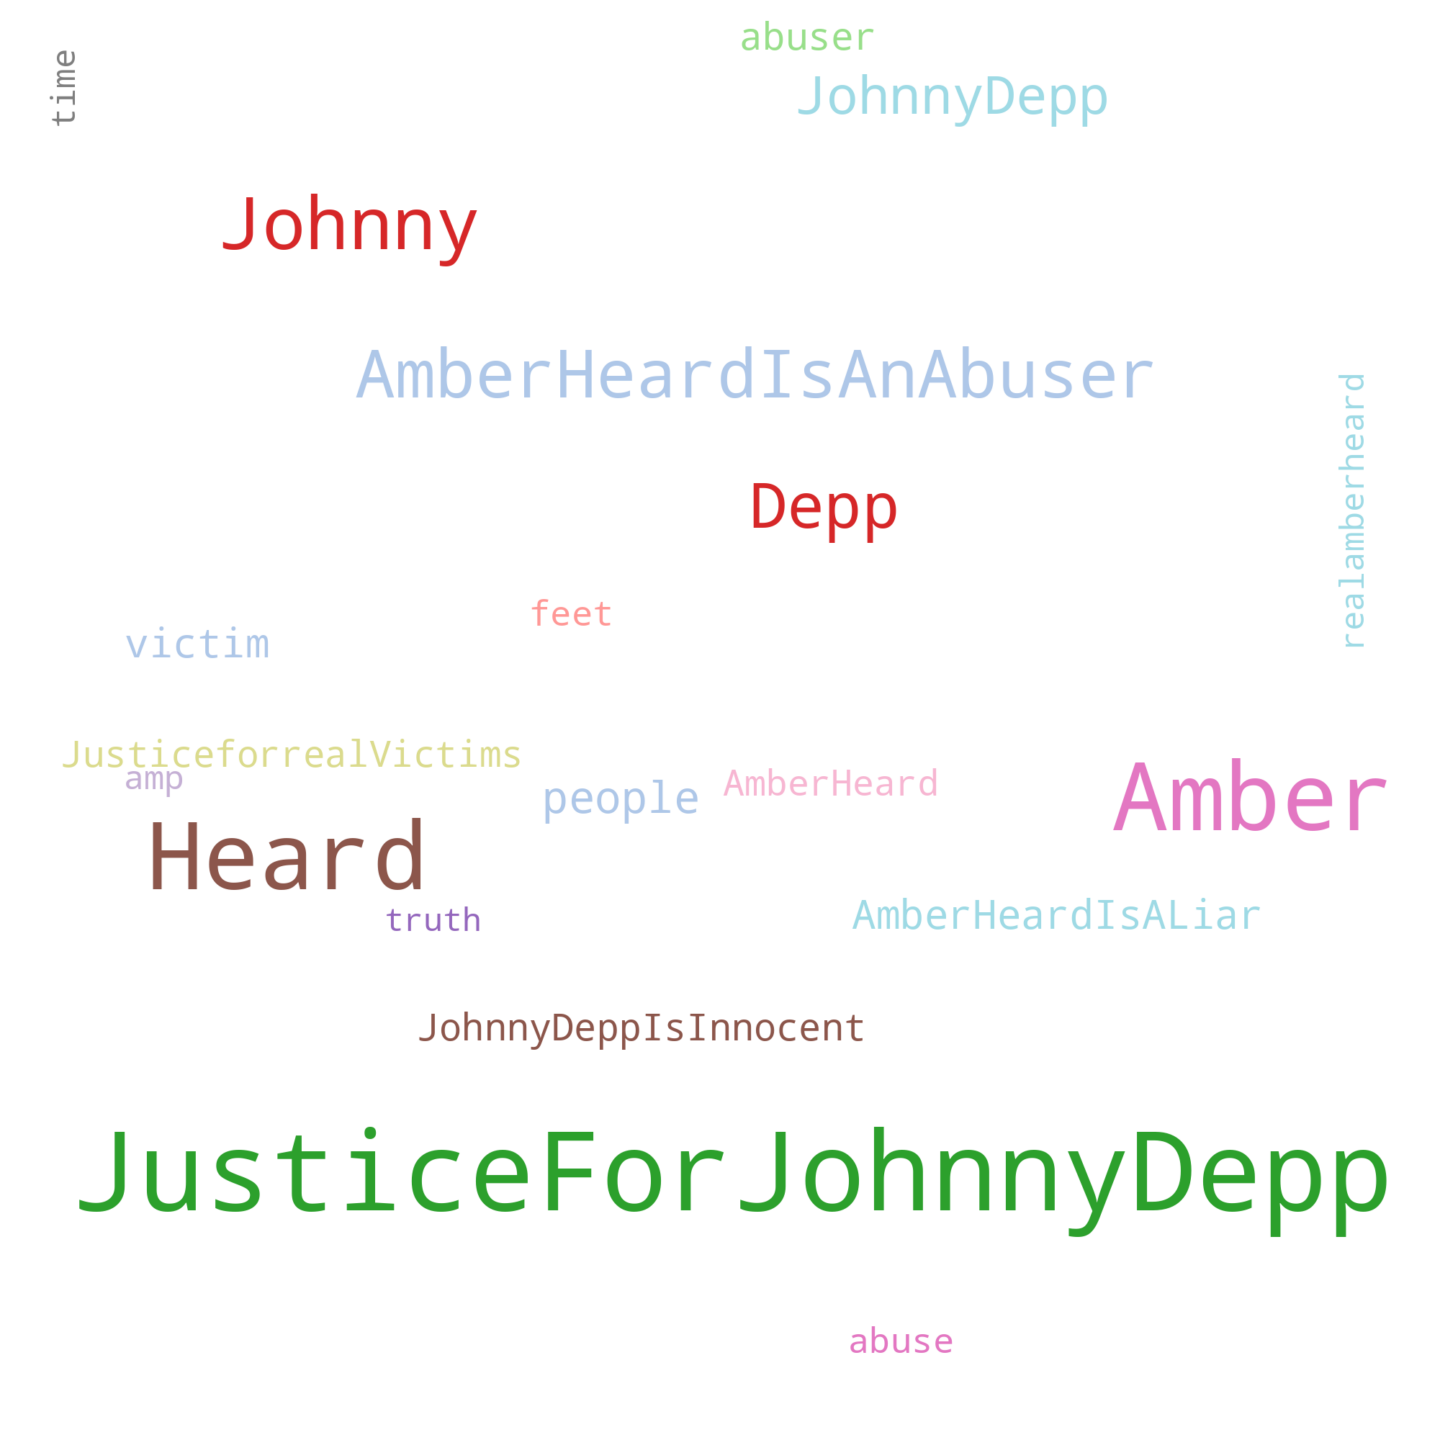 abuser
time
JohnnyDepp
Johnny
AmberHeardIsAnAbuser
Depp
realamberheard
feet
victim
JusticeforrealVictims
amp
people
AmberHeard
Amber
Heard
truth
AmberHeardIsALiar
JohnnyDeppIsInnocent
JusticeForJohnnyDepp
abuse